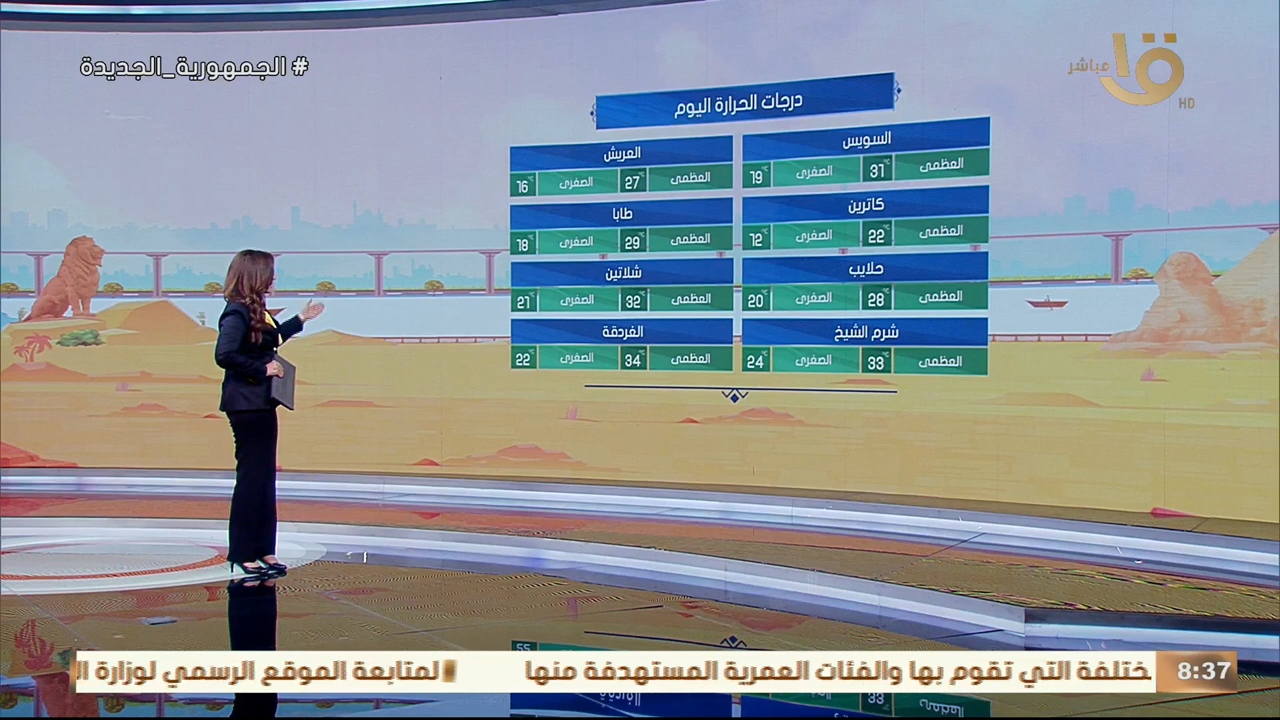 #الجمهورية_الجديدة
مباشر
HD
درجات الحرارة اليوم
السويس
العظمى 31°c الصغرى 19°c
العريش
العظمى 27°c الصغرى 16°c
كاترين
العظمى 22°c الصغرى 12°c
طابا
العظمى 29°c الصغرى 18°c
حلايب
العظمى 28°c الصغرى 20°c
شلاتين
العظمى 32°c الصغرى 21°c
شرم الشيخ
العظمى 33°c الصغرى 24°c
الغردقة
العظمى 34°c الصغرى 22°c
8:37
ختلفة التي تقوم بها والفئات العمرية المستهدفة منها لمتابعة الموقع الرسمي لوزارة ال